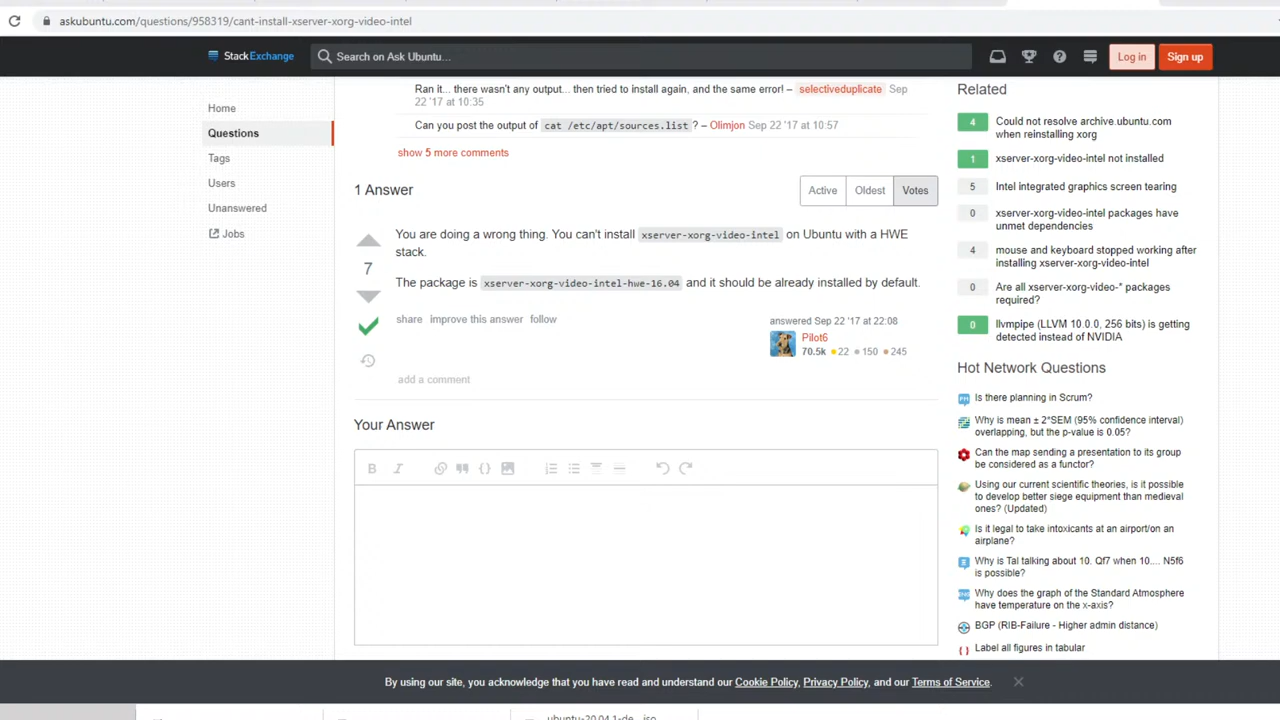 askubuntu.com/questions/958319/cant-install-xserver-xorg-video-intel
StackExchange
Search on Ask Ubuntu...
Log in
Sign up
Home
Questions
Tags
Users
Unanswered
Jobs
Ran it... there wasn't any output... then tried to install again, and the same error! – selectiveduplicate Sep
22 '17 at 10:35
Can you post the output of cat /etc/apt/sources.list ? – Olimjon Sep 22 '17 at 10:57
show 5 more comments
1 Answer
Active
Oldest
Votes
7
You are doing a wrong thing. You can't install xserver-xorg-video-intel on Ubuntu with a HWE
stack.
The package is xserver-xorg-video-intel-hwe-16.04 and it should be already installed by default.
share improve this answer follow
answered Sep 22 '17 at 22:08
Pilot6
70.5k 22 150 245
add a comment
Your Answer
B I
Related
4 Could not resolve archive.ubuntu.com
when reinstalling xorg
1 xserver-xorg-video-intel not installed
5 Intel integrated graphics screen tearing
0 xserver-xorg-video-intel packages have
unmet dependencies
4 mouse and keyboard stopped working after
installing xserver-xorg-video-intel
0 Are all xserver-xorg-video-* packages
required?
0 llvmpipe (LLVM 10.0.0, 256 bits) is getting
detected instead of NVIDIA
Hot Network Questions
Is there planning in Scrum?
Why is mean ± 2*SEM (95% confidence interval)
overlapping, but the p-value is 0.05?
Can the map sending a presentation to its group
be considered as a functor?
Using our current scientific theories, is it possible
to develop better siege equipment than medieval
ones? (Updated)
Is it legal to take intoxicants at an airport/on an
airplane?
Why is Tal talking about 10. Qf7 when 10.... N5f6
is possible?
Why does the graph of the Standard Atmosphere
have temperature on the x-axis?
BGP (RIB-Failure - Higher admin distance)
Label all figures in tabular
By using our site, you acknowledge that you have read and understand our Cookie Policy, Privacy Policy, and our Terms of Service.
ubuntu-20.04.1-de...iso